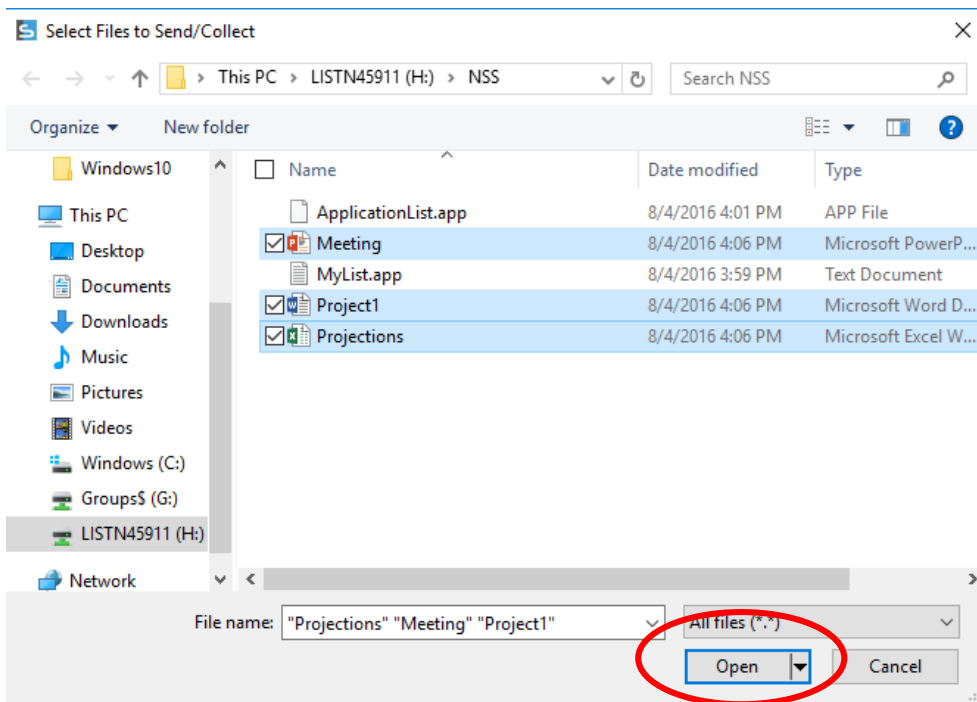 Select Files to Send/Collect
This PC > LISTN45911 (H:) > NSS
Search NSS
Organize
New folder
Name
Date modified
Type
Windows10
This PC
Desktop
Documents
Downloads
Music
Pictures
Videos
Windows (C:)
Groups$ (G:)
LISTN45911 (H:)
Network
ApplicationList.app 8/4/2016 4:01 PM APP File
Meeting 8/4/2016 4:06 PM Microsoft PowerP...
MyList.app 8/4/2016 3:59 PM Text Document
Project1 8/4/2016 4:06 PM Microsoft Word D...
Projections 8/4/2016 4:06 PM Microsoft Excel W...
File name: "Projections" "Meeting" "Project1"
All files (*.*)
Open
Cancel